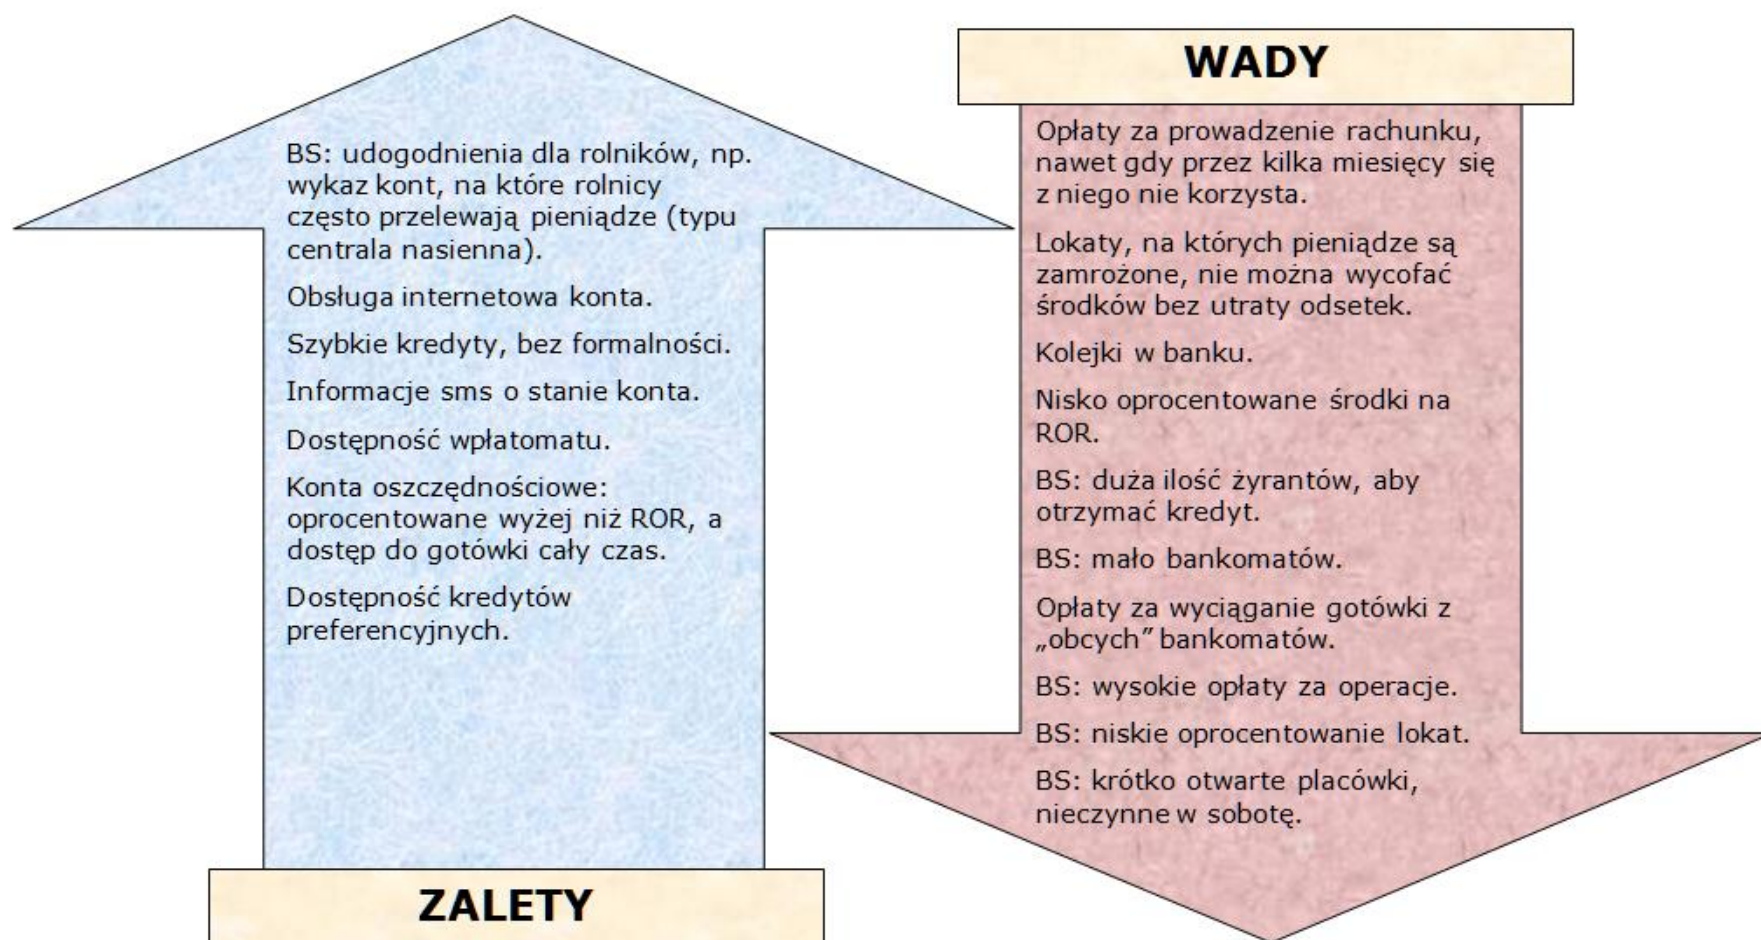 BS: udogodnienia dla rolników, np.
wykaz kont, na które rolnicy
często przelewają pieniądze (typu
centrala nasienna).
Obsługa internetowa konta.
Szybkie kredyty, bez formalności.
Informacje sms o stanie konta.
Dostępność wpłatomatu.
Konta oszczędnościowe:
oprocentowane wyżej niż ROR, a
dostęp do gotówki cały czas.
Dostępność kredytów
preferencyjnych.
ZALETY
WADY
Opłaty za prowadzenie rachunku,
nawet gdy przez kilka miesięcy się
z niego nie korzysta.
Lokaty, na których pieniądze są
zamrożone, nie można wycofać
środków bez utraty odsetek.
Kolejki w banku.
Nisko oprocentowane środki na
ROR.
BS: duża ilość żyrantów, aby
otrzymać kredyt.
BS: mało bankomatów.
Opłaty za wyciąganie gotówki z
„obcych” bankomatów.
BS: wysokie opłaty za operacje.
BS: niskie oprocentowanie lokat.
BS: krótko otwarte placówki,
nieczynne w sobotę.